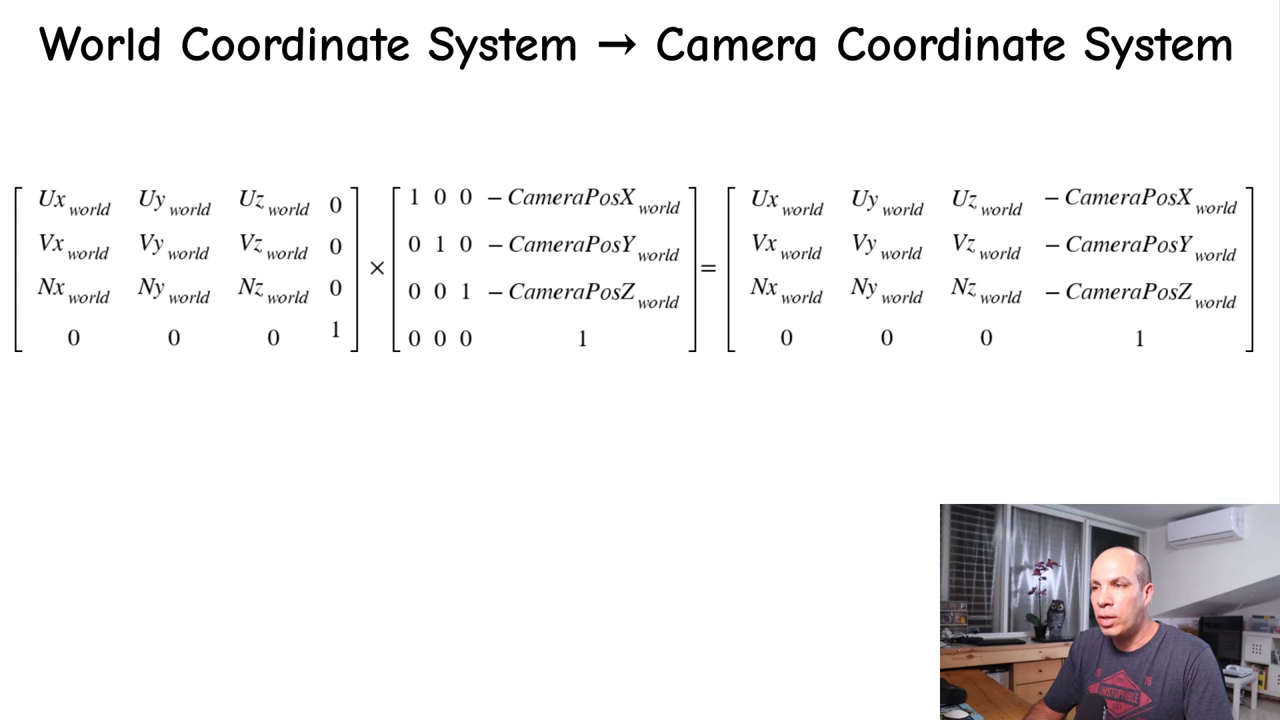 World Coordinate System → Camera Coordinate System
[ Ux world Uy world Uz world 0 ] [ 1 0 0 − CameraPosX world ] [ Ux world Uy world Uz world − CameraPosX world ]
[ Vx world Vy world Vz world 0 ] × [ 0 1 0 − CameraPosY world ] = [ Vx world Vy world Vz world − CameraPosY world ]
[ Nx world Ny world Nz world 0 ] [ 0 0 1 − CameraPosZ world ] [ Nx world Ny world Nz world − CameraPosZ world ]
[ 0 0 0 1 ] [ 0 0 0 1 ] [ 0 0 0 1 ]
19 76
UNSTOPPABLE